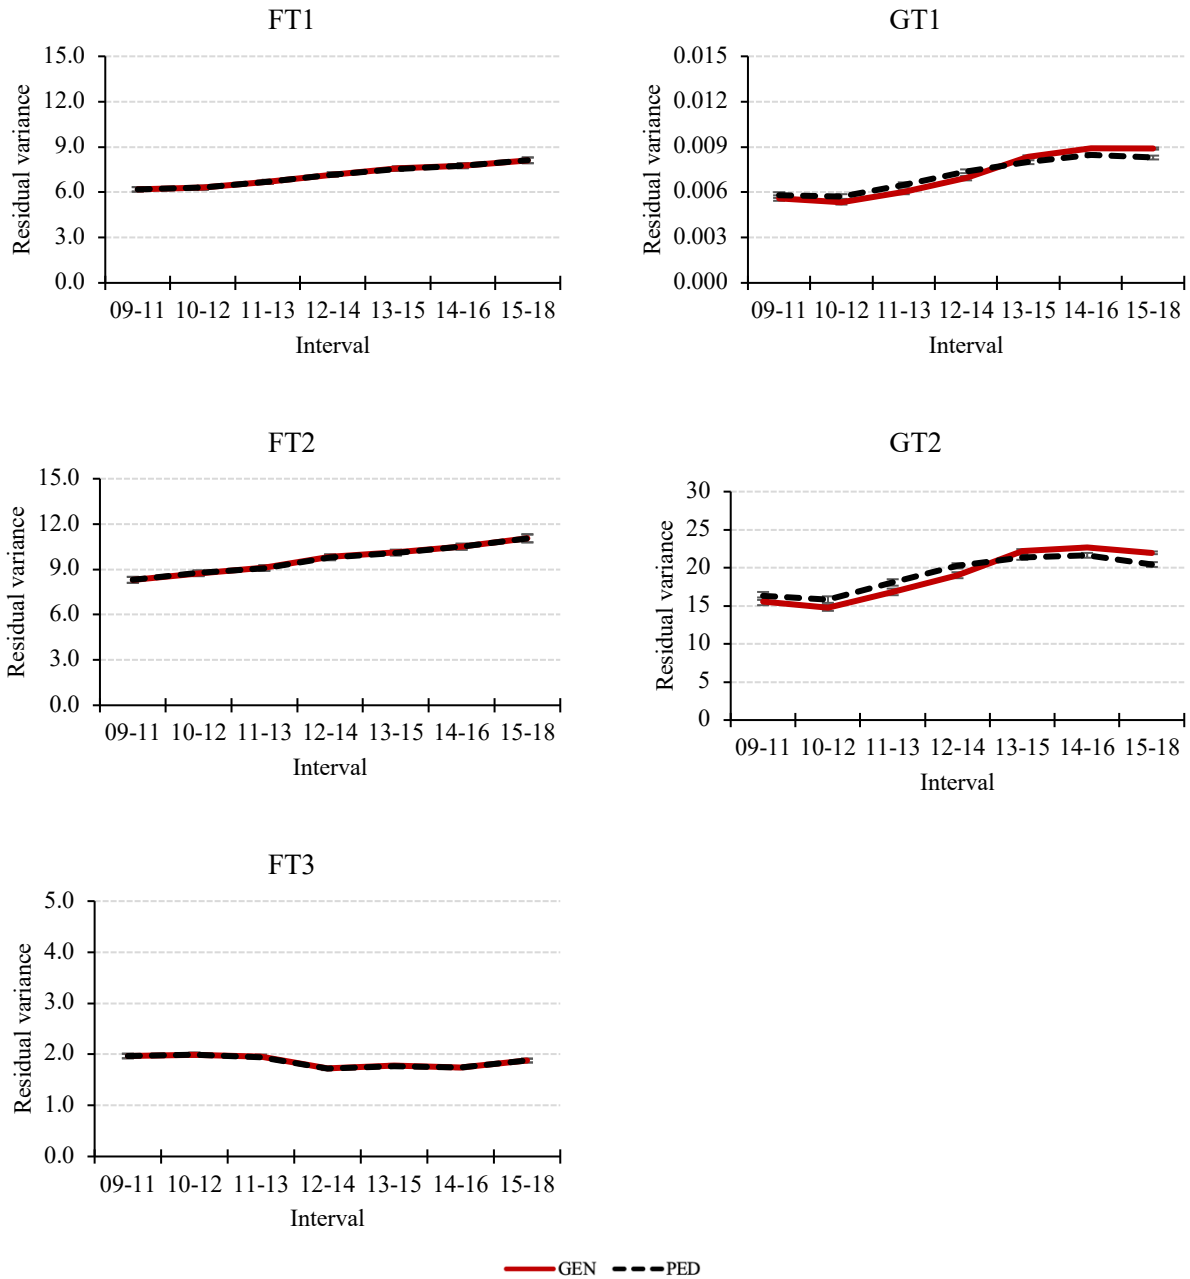 FT1
Residual variance
15.0
12.0
9.0
6.0
3.0
0.0
09-11 10-12 11-13 12-14 13-15 14-16 15-18
Interval
GT1
Residual variance
0.015
0.012
0.009
0.006
0.003
0.000
09-11 10-12 11-13 12-14 13-15 14-16 15-18
Interval
FT2
Residual variance
15.0
12.0
9.0
6.0
3.0
0.0
09-11 10-12 11-13 12-14 13-15 14-16 15-18
Interval
GT2
Residual variance
30
25
20
15
10
5
0
09-11 10-12 11-13 12-14 13-15 14-16 15-18
Interval
FT3
Residual variance
5.0
4.0
3.0
2.0
1.0
0.0
09-11 10-12 11-13 12-14 13-15 14-16 15-18
Interval
GEN PED